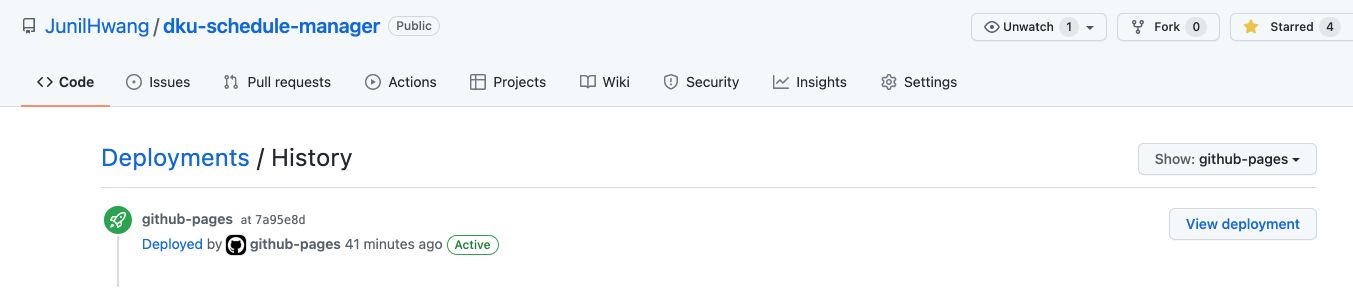 JunilHwang / dku-schedule-manager Public Unwatch 1 Fork 0 Starred 4
Code Issues Pull requests Actions Projects Wiki Security Insights Settings
Deployments / History Show: github-pages
github-pages at 7a95e8d View deployment
Deployed by github-pages 41 minutes ago Active